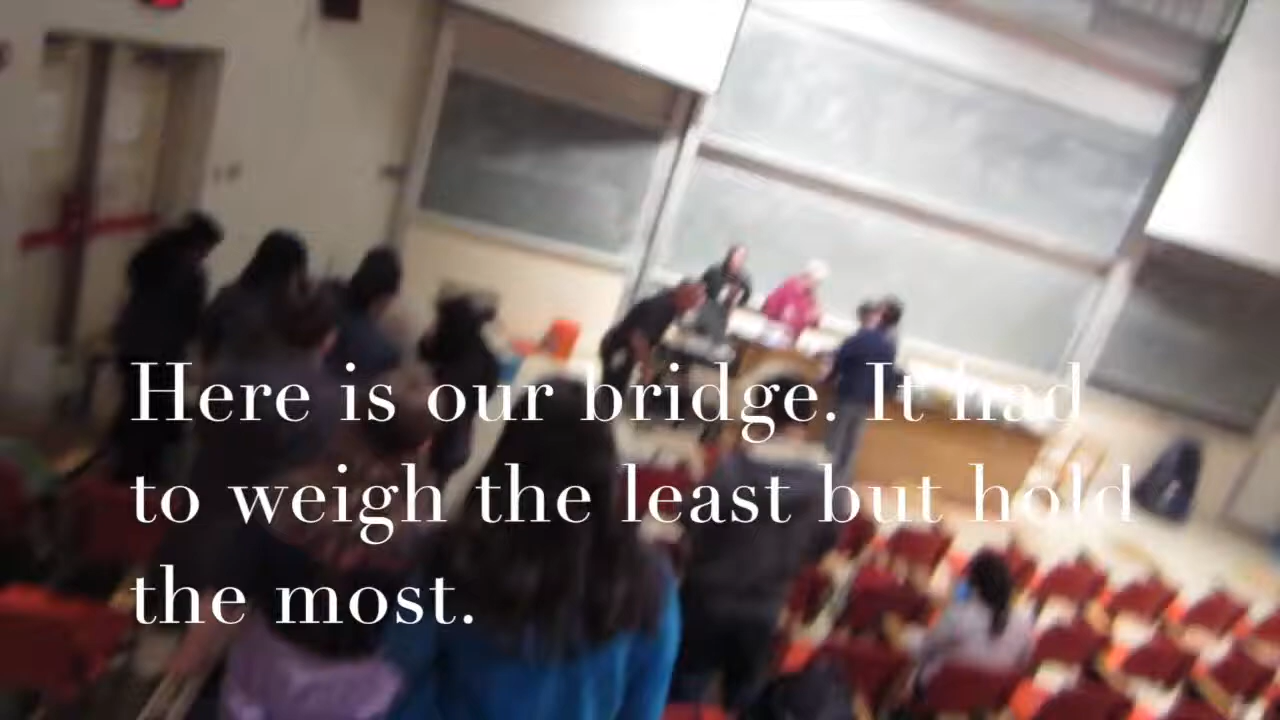 Here is our bridge. It had
to weigh the least but hold
the most.